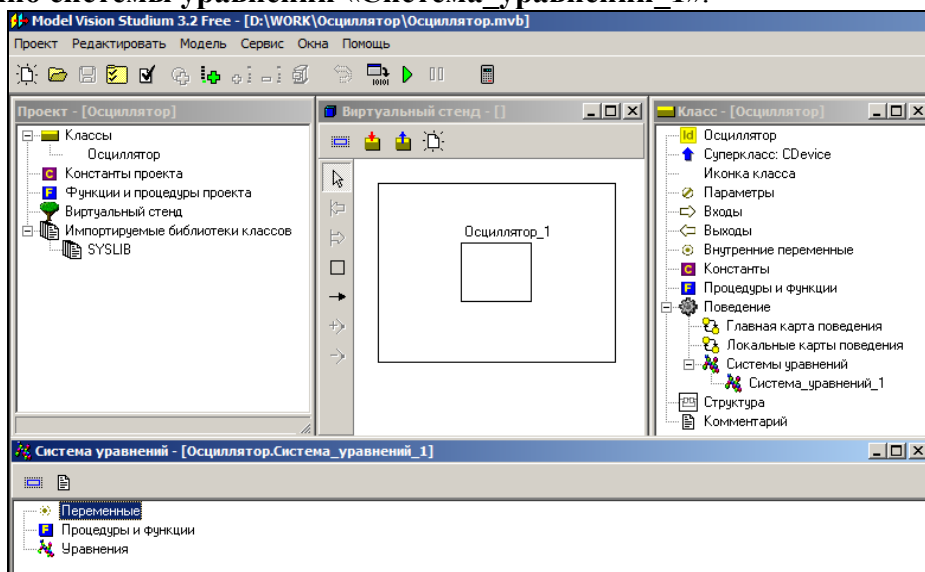 системы уравнений «Система_уравнений_1».
Model Vision Studium 3.2 Free - [D:\WORK\Осциллятор\Осциллятор.mvb]
Проект Редактировать Модель Сервис Окна Помощь
Проект - [Осциллятор]
Классы
Осциллятор
Константы проекта
Функции и процедуры проекта
Виртуальный стенд
Импортируемые библиотеки классов
SYSLIB
Виртуальный стенд - []
Осциллятор_1
Класс - [Осциллятор]
Осциллятор
Суперкласс: CDevice
Иконка класса
Параметры
Входы
Выходы
Внутренние переменные
Константы
Процедуры и функции
Поведение
Главная карта поведения
Локальные карты поведения
Системы уравнений
Система_уравнений_1
Структура
Комментарий
Система уравнений - [Осциллятор.Система_уравнений_1]
Переменные
Процедуры и функции
Уравнения